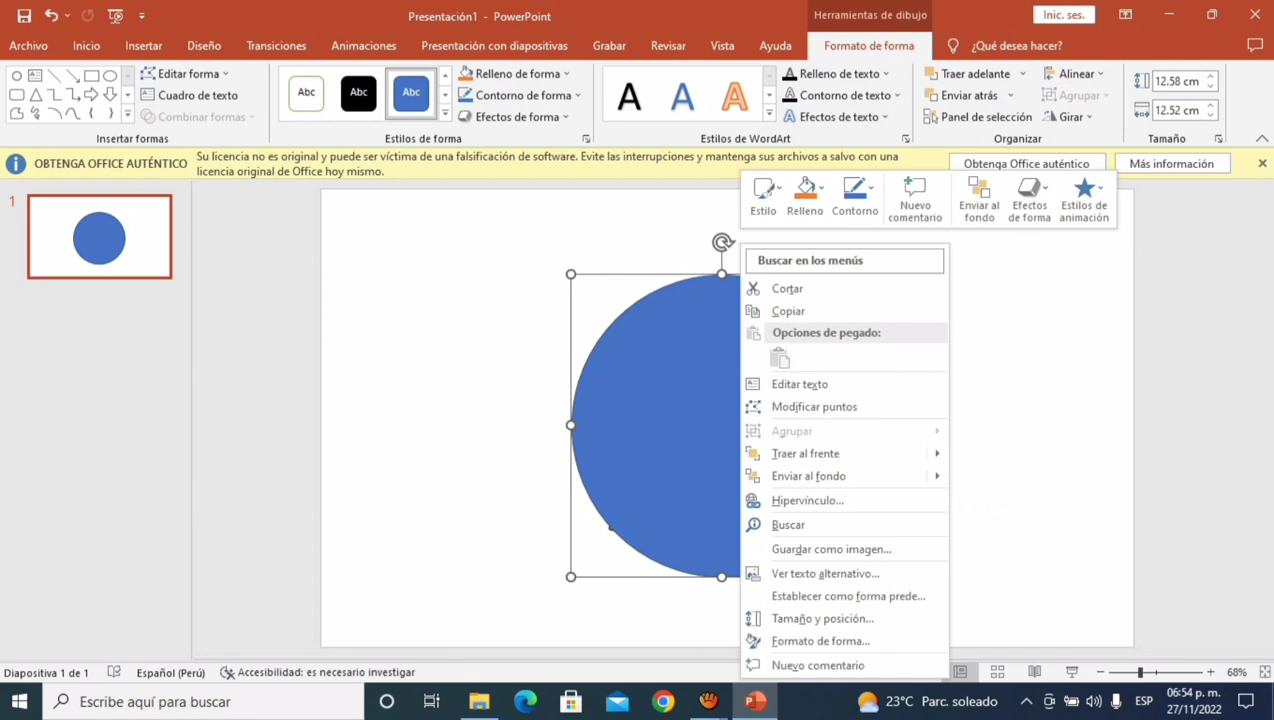 Presentación1 - PowerPoint
Herramientas de dibujo
Inic. ses.
Archivo Inicio Insertar Diseño Transiciones Animaciones Presentación con diapositivas Grabar Revisar Vista Ayuda Formato de forma ¿Qué desea hacer?
Editar forma
Cuadro de texto
Combinar formas
Insertar formas
Abc Abc Abc
Relleno de forma
Contorno de forma
Efectos de forma
Estilos de forma
A A A
Relleno de texto
Contorno de texto
Efectos de texto
Estilos de WordArt
Traer adelante
Enviar atrás
Panel de selección
Alinear
Agrupar
Girar
Organizar
12.58 cm
12.52 cm
Tamaño
OBTENGA OFFICE AUTÉNTICO
Su licencia no es original y puede ser víctima de una falsificación de software. Evite las interrupciones y mantenga sus archivos a salvo con una
licencia original de Office hoy mismo.
Obtenga Office auténtico
Más información
1
Estilo
Relleno
Contorno
Nuevo
comentario
Enviar al
fondo
Efectos
de forma
Estilos de
animación
Buscar en los menús
Cortar
Copiar
Opciones de pegado:
Editar texto
Modificar puntos
Agrupar
Traer al frente
Enviar al fondo
Hipervínculo...
Buscar
Guardar como imagen...
Ver texto alternativo...
Establecer como forma prede...
Tamaño y posición...
Formato de forma...
Nuevo comentario
Diapositiva 1 de 1 Español (Perú) Accesibilidad: es necesario investigar
68%
Escribe aquí para buscar
23°C Parc. soleado
ESP
06:54 p. m.
27/11/2022